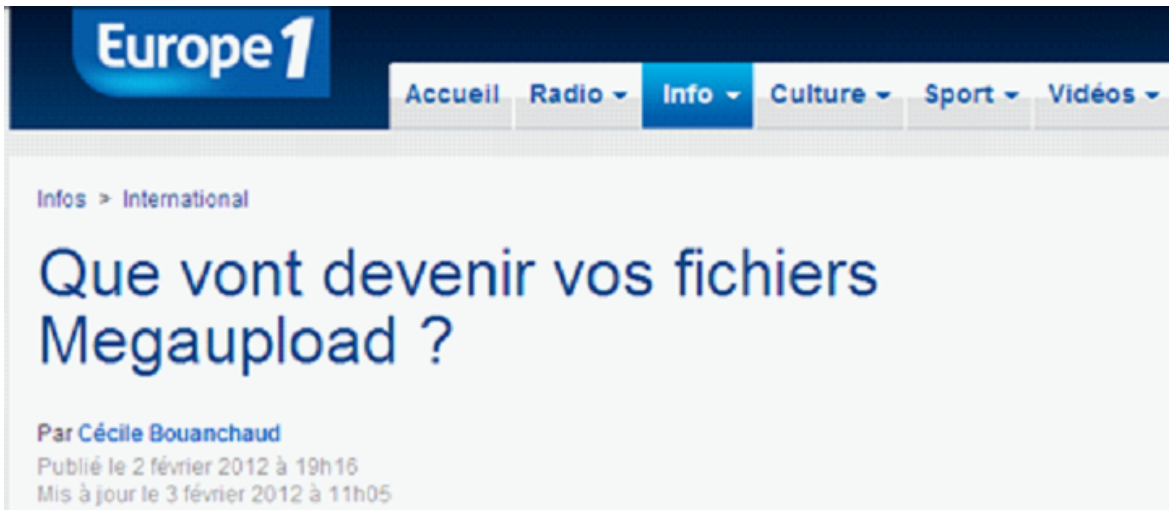 Europe 1
Accueil Radio Info Culture Sport Vidéos
Infos > International
Que vont devenir vos fichiers
Megaupload ?
Par Cécile Bouanchaud
Publié le 2 février 2012 à 19h16
Mis à jour le 3 février 2012 à 11h05